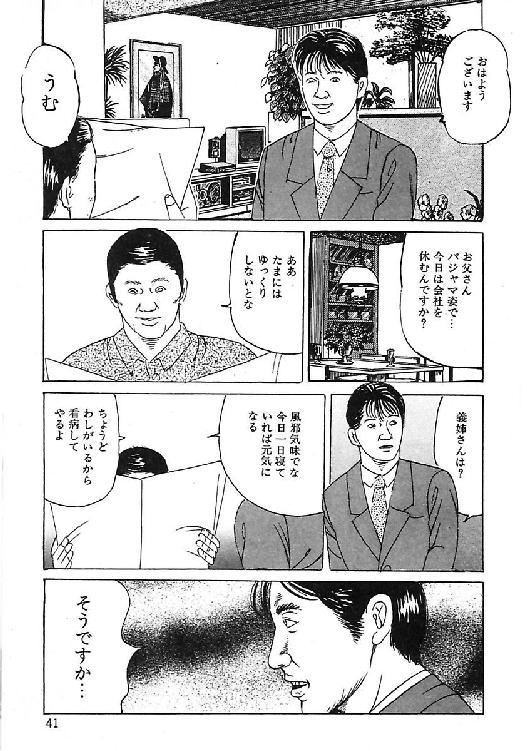 おはよう
ございます
うむ
お父さん
パジャマ姿で…
今日は会社を
休むんですか?
ああ
たまには
ゆっくり
しないとな
義姉さんは?
風邪気味でな
今日一日寝て
いれば元気に
なる
ちょうど
わしがいるから
看病して
やるよ
そうですか…
41